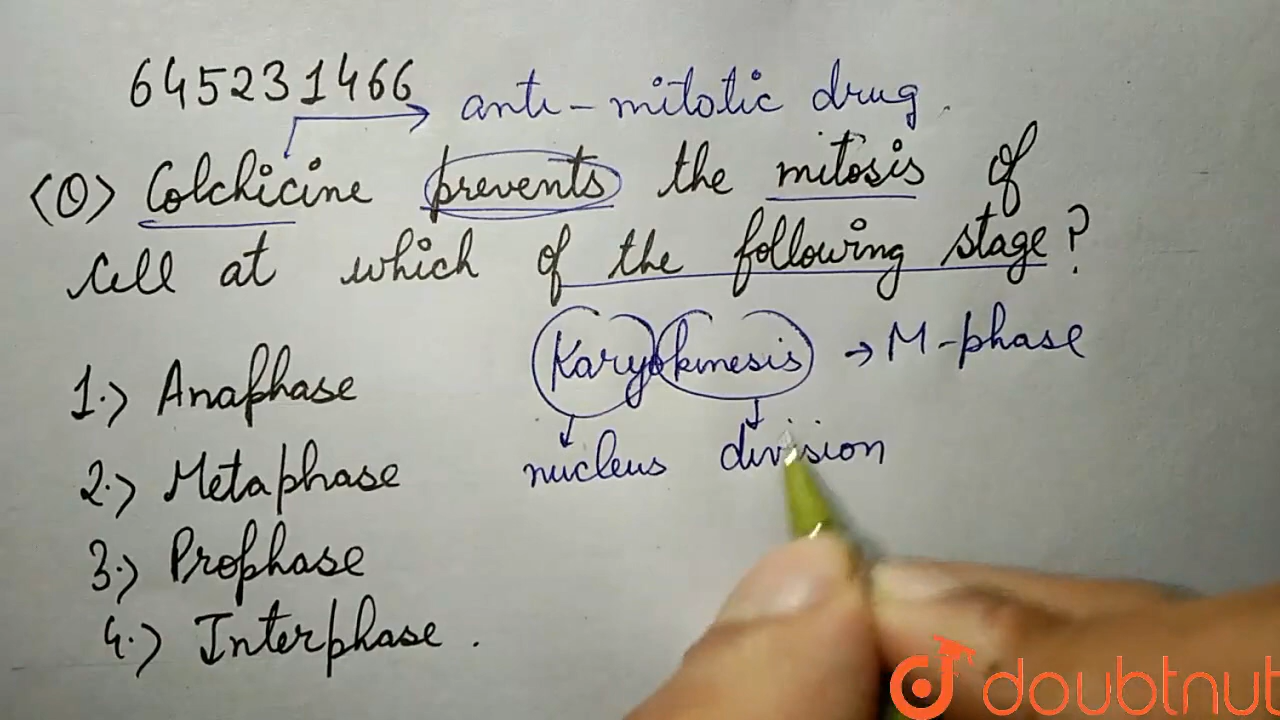 645231466
anti-mitotic drug.
<Q> Colchicine prevents the mitosis of
cell at which of the following stage?
Karyokinesis → M-phase
nucleus division
1.) Anaphase
2.) Metaphase
3.) Prophase
4.) Interphase.
doubtnut